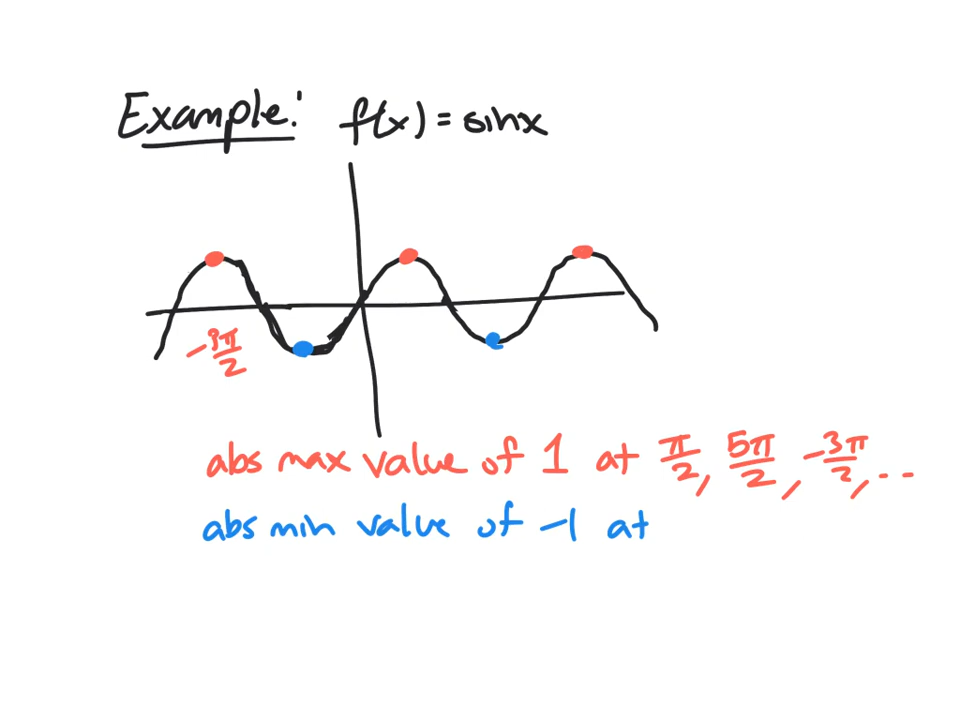 Example: f(x) = sinx
-3π/2
abs max value of 1 at π/2, 5π/2, -3π/2, ..
abs min value of -1 at